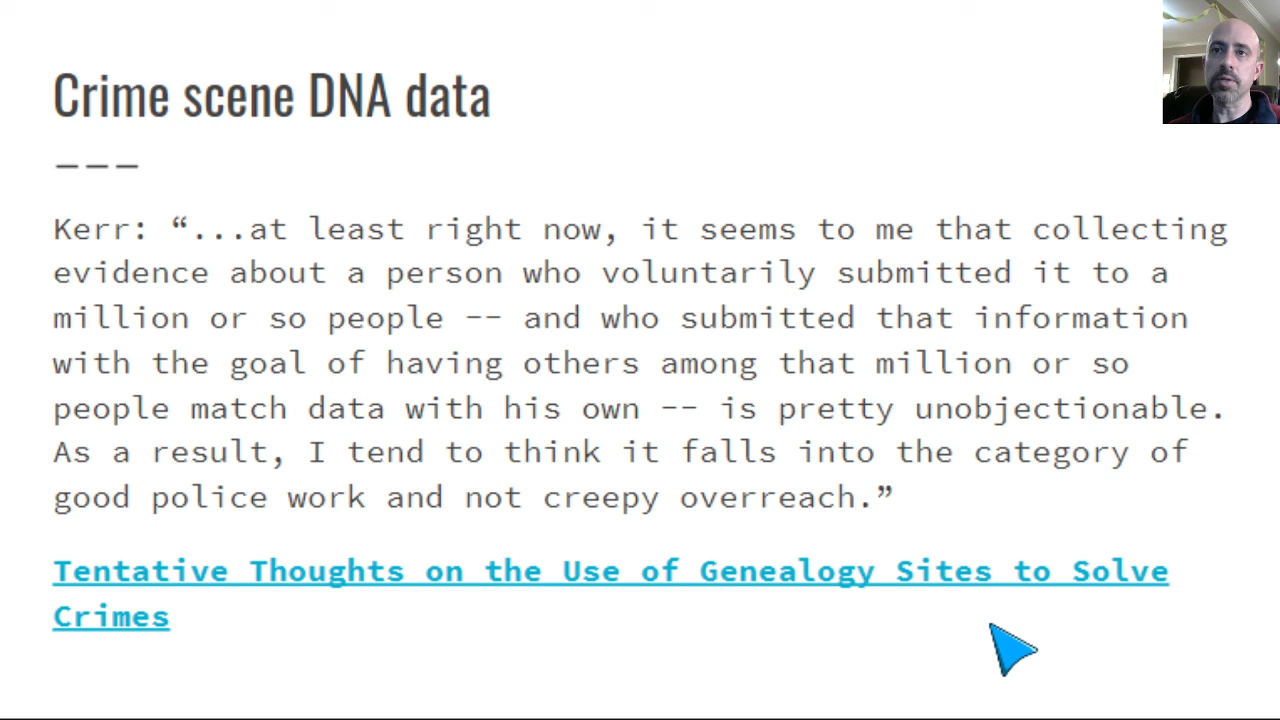 Crime scene DNA data
———
Kerr: “...at least right now, it seems to me that collecting
evidence about a person who voluntarily submitted it to a
million or so people -- and who submitted that information
with the goal of having others among that million or so
people match data with his own -- is pretty unobjectionable.
As a result, I tend to think it falls into the category of
good police work and not creepy overreach.”
Tentative Thoughts on the Use of Genealogy Sites to Solve
Crimes